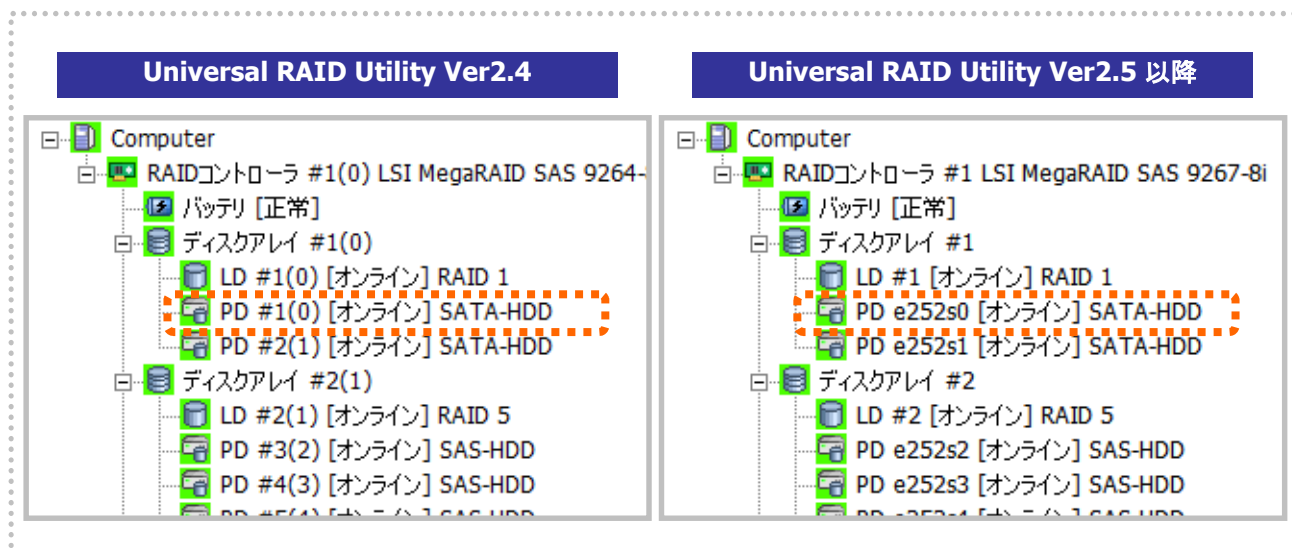 Universal RAID Utility Ver2.4
Computer
RAIDコントローラ #1(0) LSI MegaRAID SAS 9264-
バッテリ [正常]
ディスクアレイ #1(0)
LD #1(0) [オンライン] RAID 1
PD #1(0) [オンライン] SATA-HDD
PD #2(1) [オンライン] SATA-HDD
ディスクアレイ #2(1)
LD #2(1) [オンライン] RAID 5
PD #3(2) [オンライン] SAS-HDD
PD #4(3) [オンライン] SAS-HDD
Universal RAID Utility Ver2.5 以降
Computer
RAIDコントローラ #1 LSI MegaRAID SAS 9267-8i
バッテリ [正常]
ディスクアレイ #1
LD #1 [オンライン] RAID 1
PD e252s0 [オンライン] SATA-HDD
PD e252s1 [オンライン] SATA-HDD
ディスクアレイ #2
LD #2 [オンライン] RAID 5
PD e252s2 [オンライン] SAS-HDD
PD e252s3 [オンライン] SAS-HDD